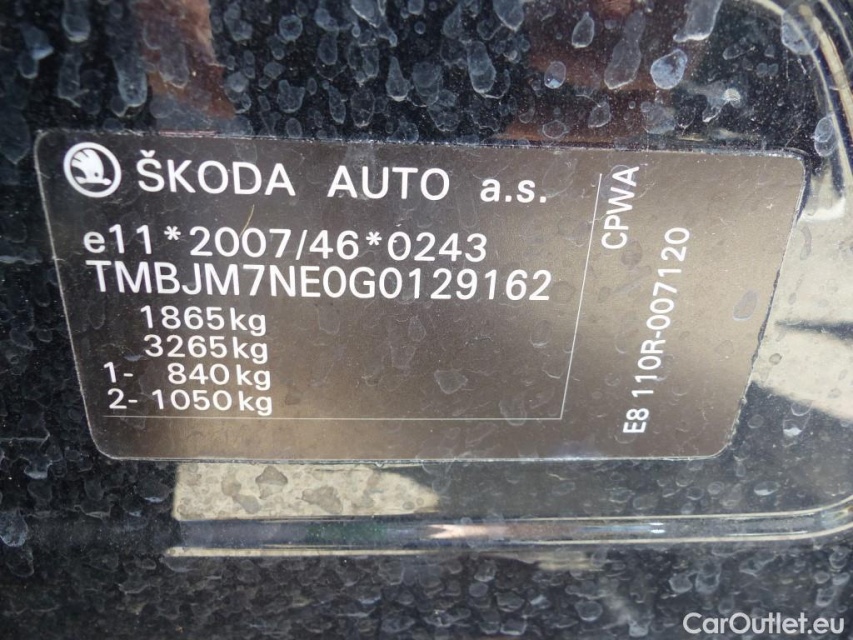 ŠKODA AUTO a.s.
e11*2007/46*0243
TMBJM7NE0G0129162
1865kg
3265kg
1- 840kg
2- 1050kg
CPWA
E8 110R-007120
CarOutlet.eu